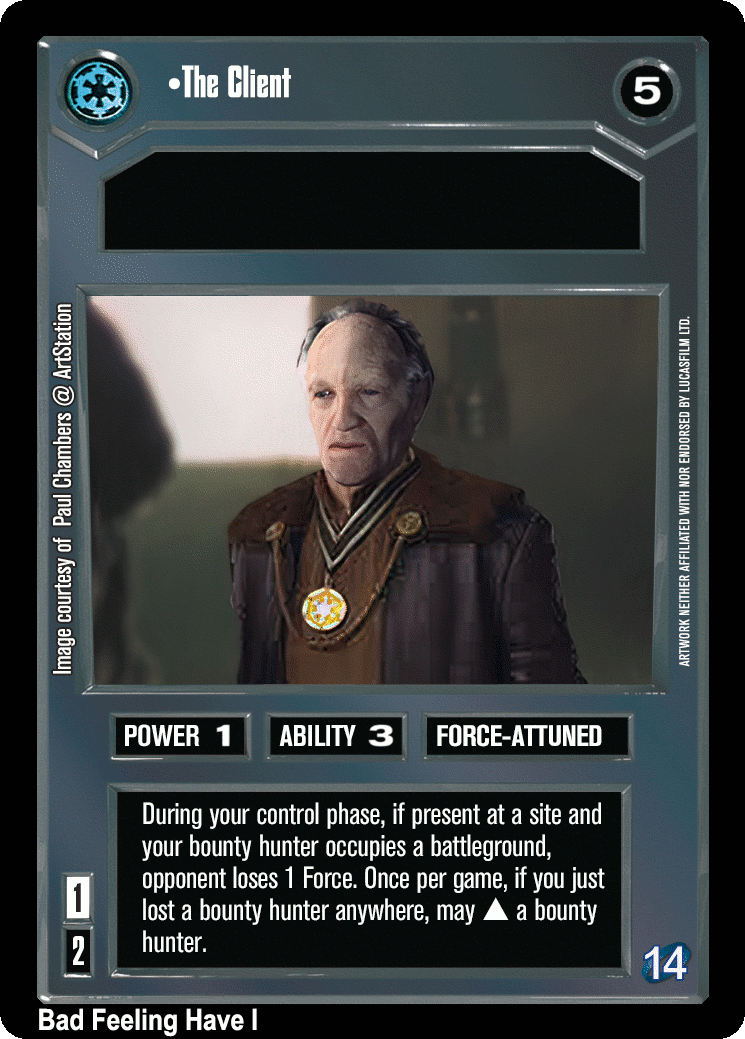 •The Client
5
Image courtesy of Paul Chambers @ ArtStation
ARTWORK NEITHER AFFILIATED WITH NOR ENDORSED BY LUCASFILM LTD.
POWER 1
ABILITY 3
FORCE-ATTUNED
During your control phase, if present at a site and
your bounty hunter occupies a battleground,
opponent loses 1 Force. Once per game, if you just
lost a bounty hunter anywhere, may ▲ a bounty
hunter.
1
2
14
Bad Feeling Have I